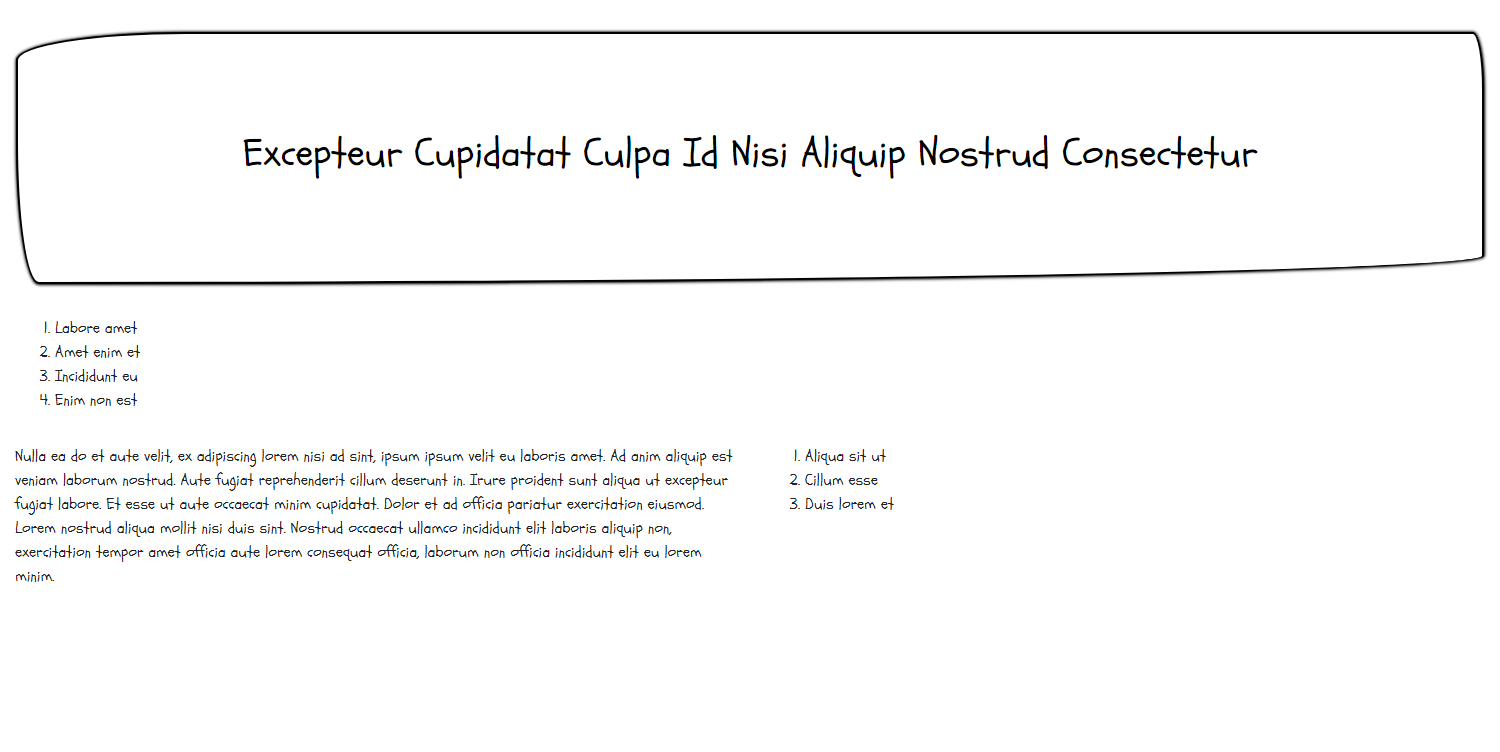 Excepteur Cupidatat Culpa Id Nisi Aliquip Nostrud Consectetur
1. Labore amet
2. Amet enim et
3. Incididunt eu
4. Enim non est
Nulla ea do et aute velit, ex adipiscing lorem nisi ad sint, ipsum ipsum velit eu laboris amet. Ad anim aliquip est
veniam laborum nostrud. Aute fugiat reprehenderit cillum deserunt in. Irure proident sunt aliqua ut excepteur
fugiat labore. Et esse ut aute occaecat minim cupidatat. Dolor et ad officia pariatur exercitation eiusmod.
Lorem nostrud aliqua mollit nisi duis sint. Nostrud occaecat ullamco incididunt elit laboris aliquip non,
exercitation tempor amet officia aute lorem consequat officia, laborum non officia incididunt elit eu lorem
minim.
1. Aliqua sit ut
2. Cillum esse
3. Duis lorem et